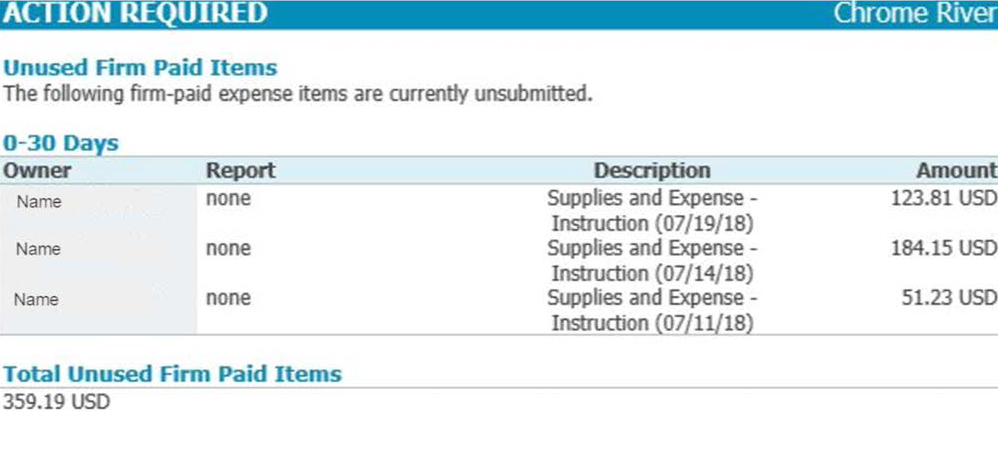 ACTION REQUIRED Chrome River
Unused Firm Paid Items
The following firm-paid expense items are currently unsubmitted.
0-30 Days
Owner Report Description Amount
Name none Supplies and Expense - 123.81 USD
Instruction (07/19/18)
Name none Supplies and Expense - 184.15 USD
Instruction (07/14/18)
Name none Supplies and Expense - 51.23 USD
Instruction (07/11/18)
Total Unused Firm Paid Items
359.19 USD